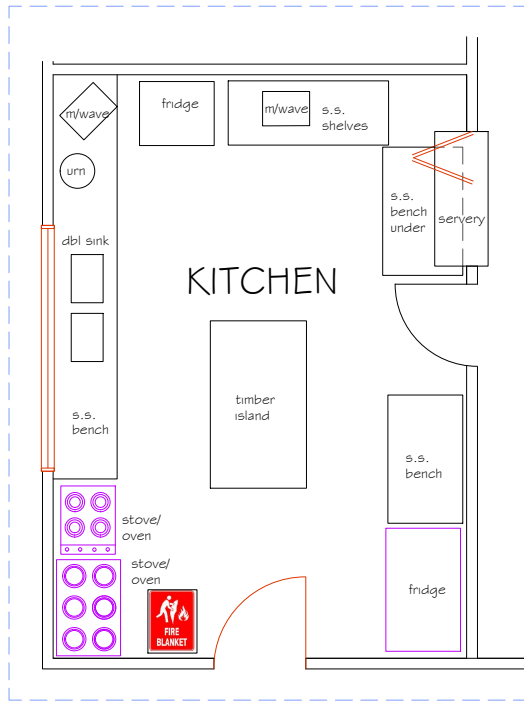 m/wave
fridge
m/wave
s.s.
shelves
urn
s.s.
bench
under
servery
dbl sink
KITCHEN
timber
island
s.s.
bench
s.s.
bench
stove/
oven
stove/
oven
fridge
FIRE
BLANKET